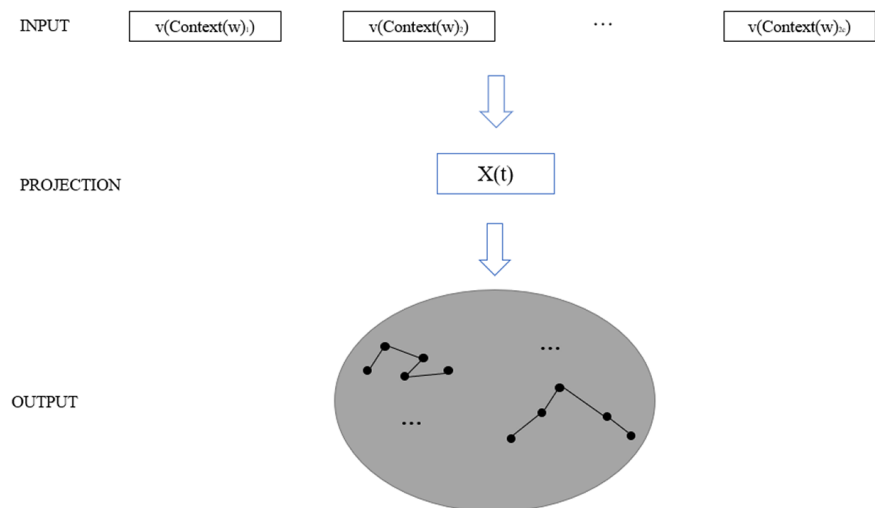 INPUT v(Context(w)₁) v(Context(w)₂) ... v(Context(w)₂c)
PROJECTION X(t)
...
OUTPUT
...